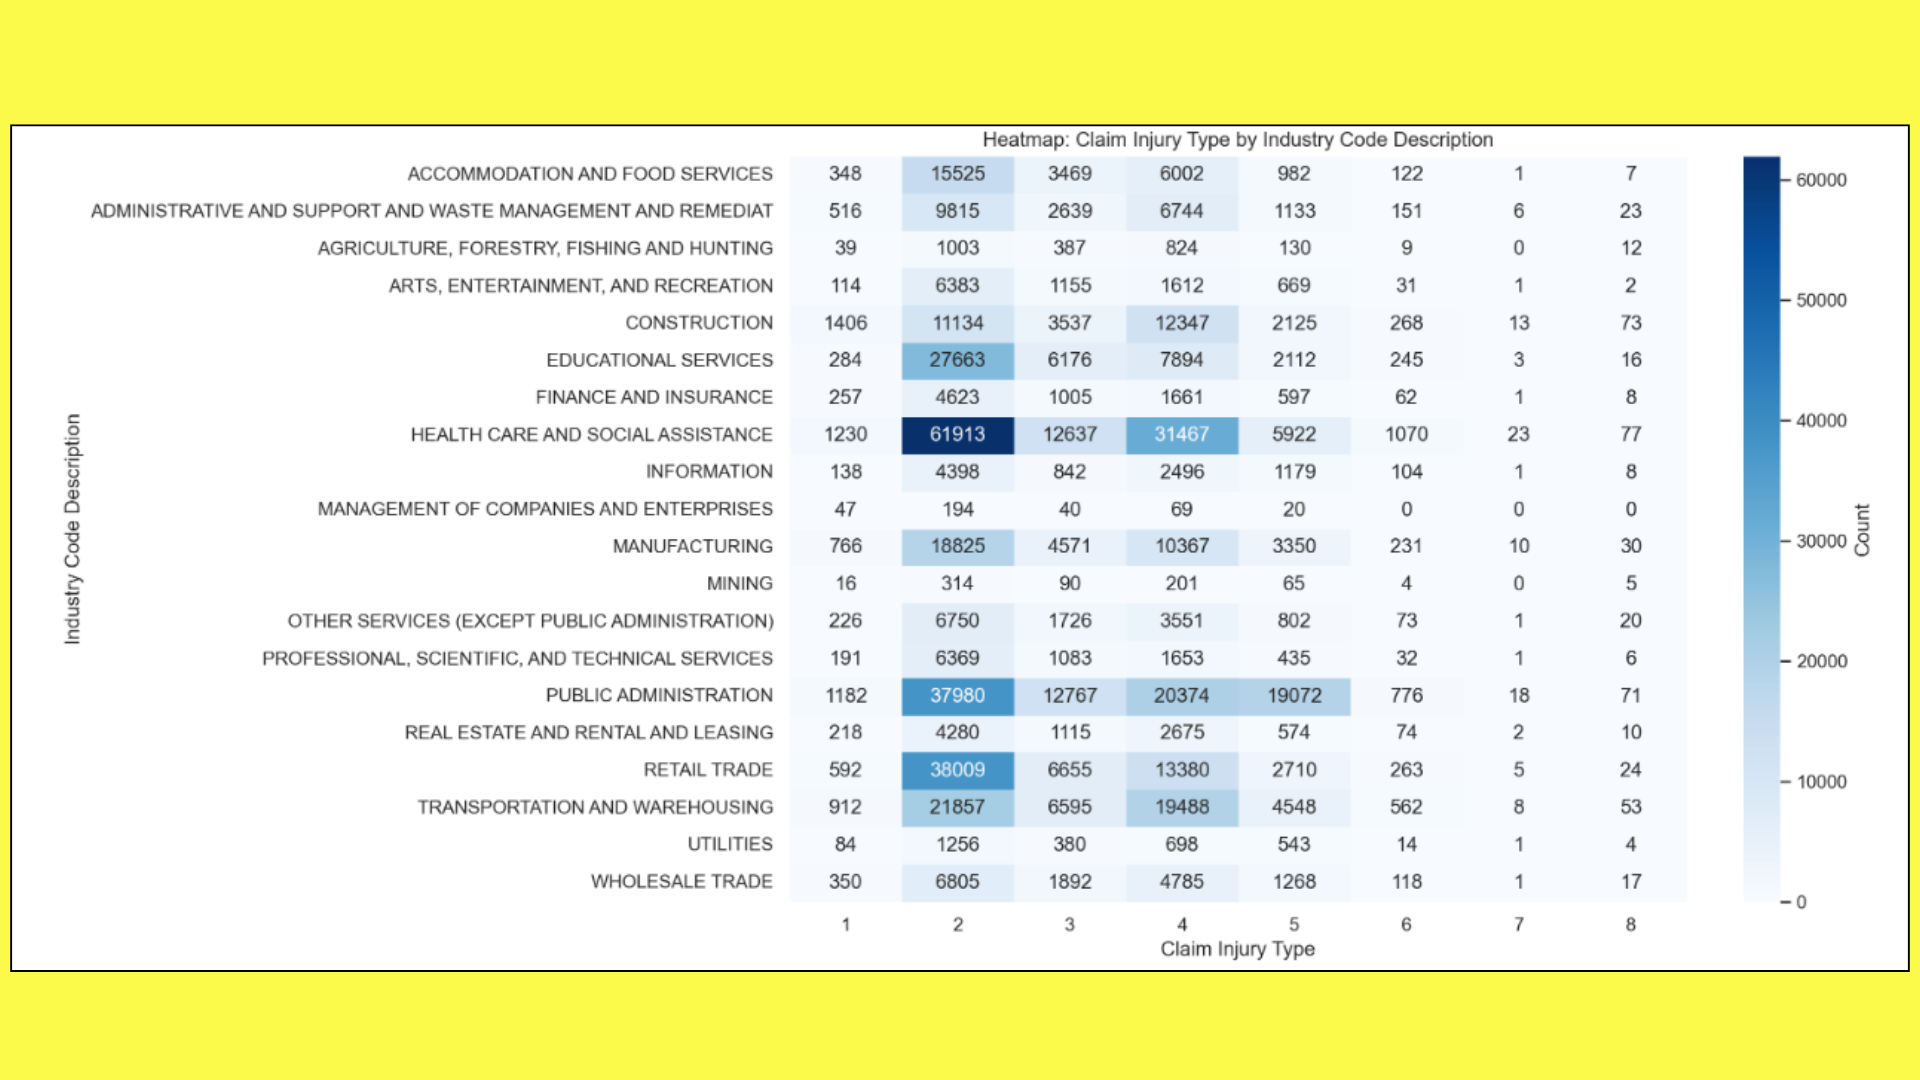 Heatmap: Claim Injury Type by Industry Code Description
ACCOMMODATION AND FOOD SERVICES 348 15525 3469 6002 982 122 1 7
ADMINISTRATIVE AND SUPPORT AND WASTE MANAGEMENT AND REMEDIAT 516 9815 2639 6744 1133 151 6 23
AGRICULTURE, FORESTRY, FISHING AND HUNTING 39 1003 387 824 130 9 0 12
ARTS, ENTERTAINMENT, AND RECREATION 114 6383 1155 1612 669 31 1 2
CONSTRUCTION 1406 11134 3537 12347 2125 268 13 73
EDUCATIONAL SERVICES 284 27663 6176 7894 2112 245 3 16
FINANCE AND INSURANCE 257 4623 1005 1661 597 62 1 8
HEALTH CARE AND SOCIAL ASSISTANCE 1230 61913 12637 31467 5922 1070 23 77
INFORMATION 138 4398 842 2496 1179 104 1 8
MANAGEMENT OF COMPANIES AND ENTERPRISES 47 194 40 69 20 0 0 0
MANUFACTURING 766 18825 4571 10367 3350 231 10 30
MINING 16 314 90 201 65 4 0 5
OTHER SERVICES (EXCEPT PUBLIC ADMINISTRATION) 226 6750 1726 3551 802 73 1 20
PROFESSIONAL, SCIENTIFIC, AND TECHNICAL SERVICES 191 6369 1083 1653 435 32 1 6
PUBLIC ADMINISTRATION 1182 37980 12767 20374 19072 776 18 71
REAL ESTATE AND RENTAL AND LEASING 218 4280 1115 2675 574 74 2 10
RETAIL TRADE 592 38009 6655 13380 2710 263 5 24
TRANSPORTATION AND WAREHOUSING 912 21857 6595 19488 4548 562 8 53
UTILITIES 84 1256 380 698 543 14 1 4
WHOLESALE TRADE 350 6805 1892 4785 1268 118 1 17
1 2 3 4 5 6 7 8
Claim Injury Type
Industry Code Description
60000
50000
40000
30000
20000
10000
0
Count